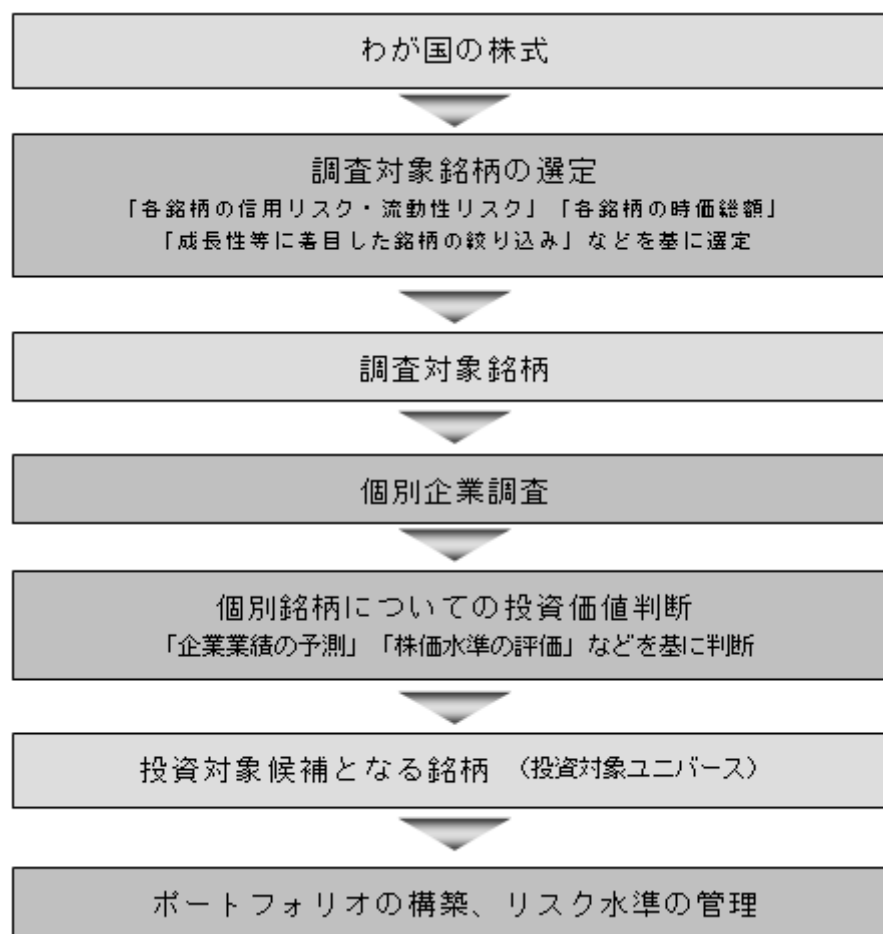 わが国の株式
調査対象銘柄の選定
「各銘柄の信用リスク・流動性リスク」「各銘柄の時価総額」
「成長性等に着目した銘柄の絞り込み」などを基に選定
調査対象銘柄
個別企業調査
個別銘柄についての投資価値判断
「企業業績の予測」「株価水準の評価」などを基に判断
投資対象候補となる銘柄 (投資対象ユニバース)
ポートフォリオの構築、リスク水準の管理